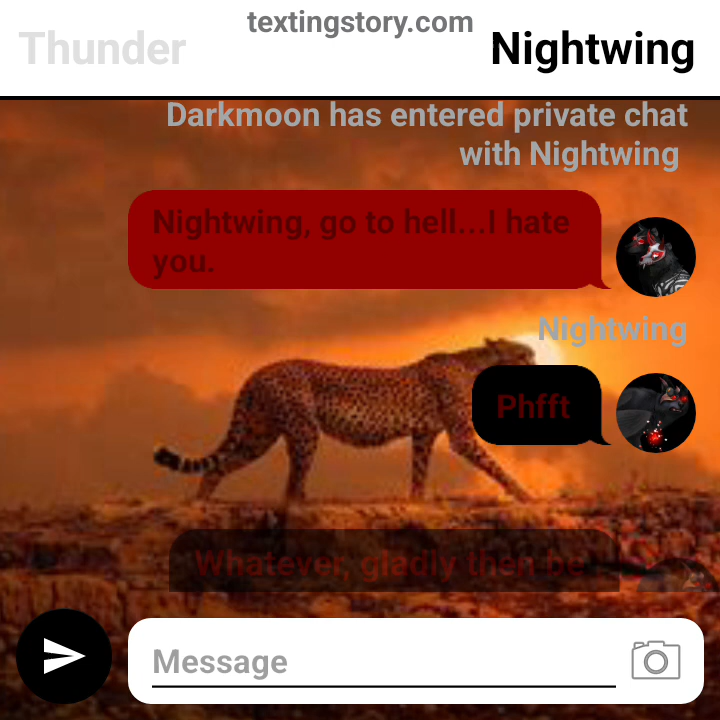 textingstory.com
Thunder
Nightwing
Darkmoon has entered private chat
with Nightwing
Nightwing, go to hell...I hate
you.
Nightwing
Phfft
Whatever, gladly then be
Message